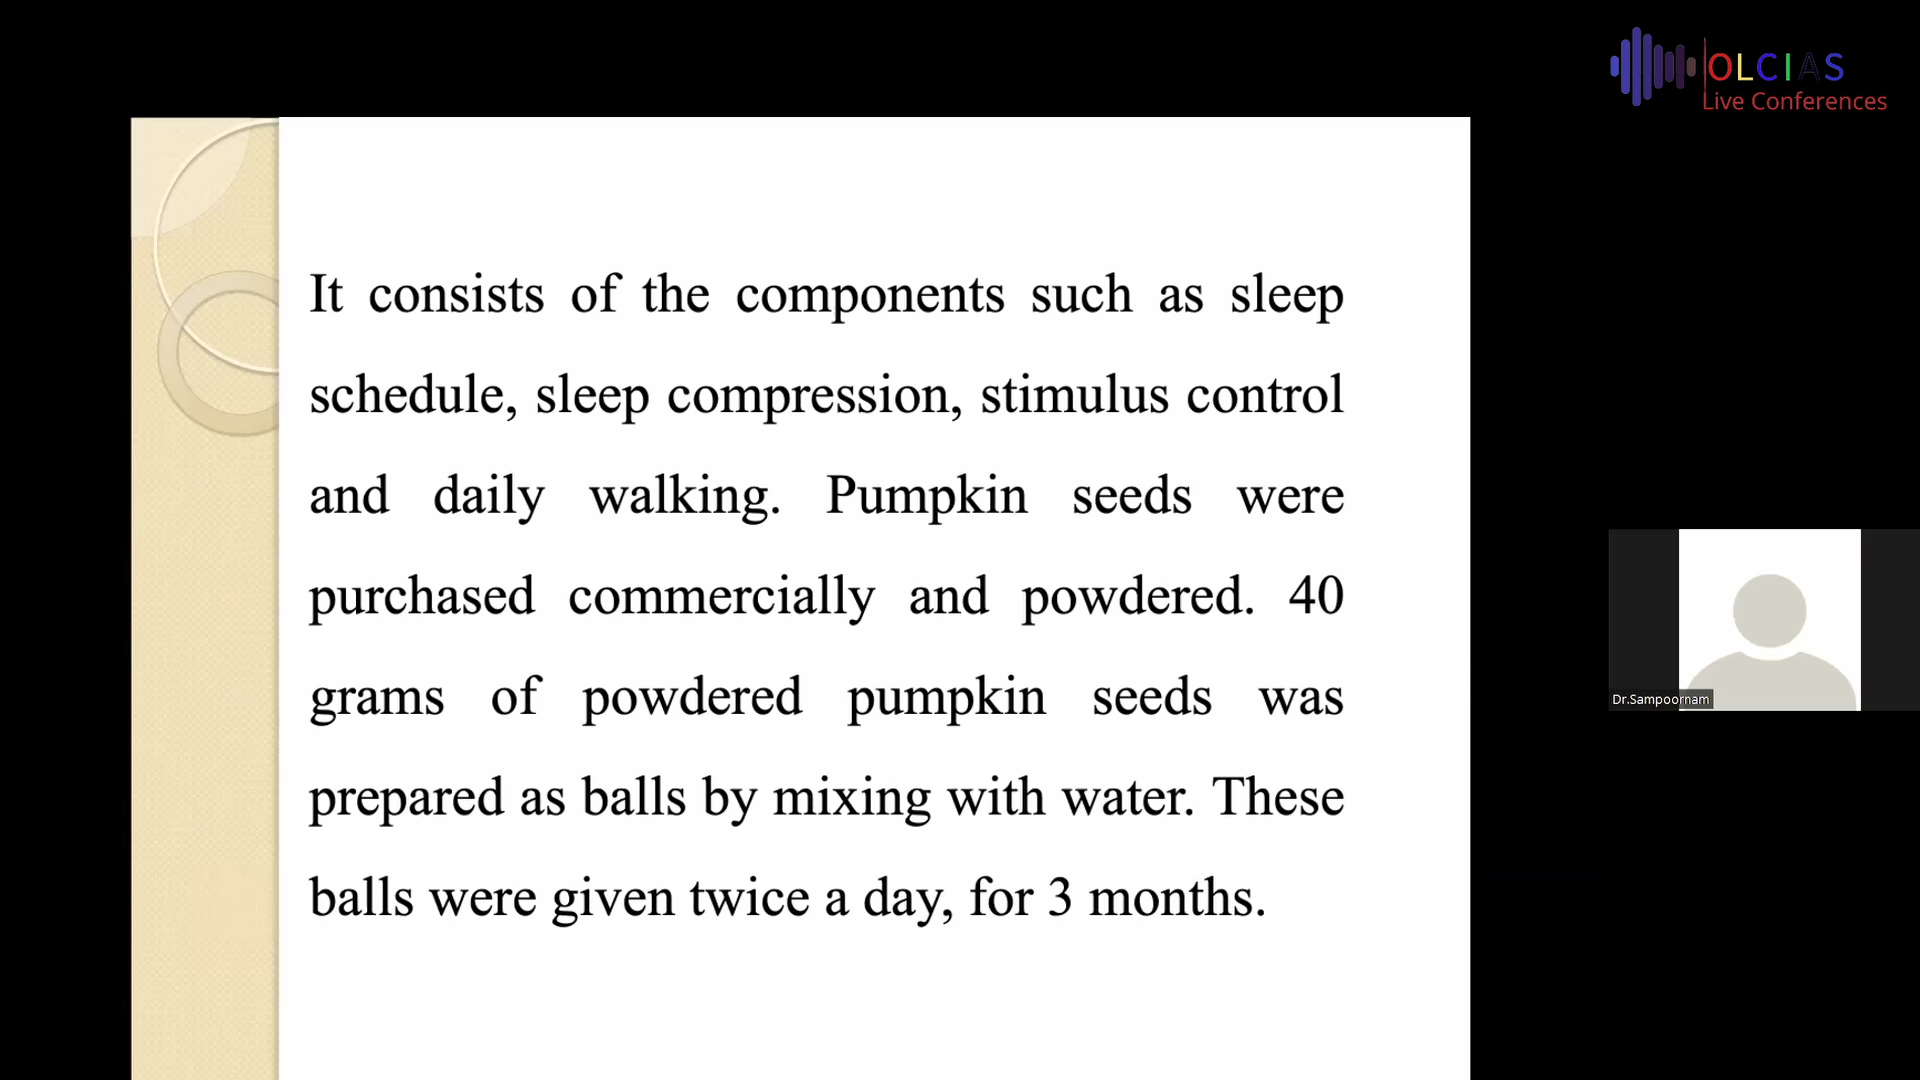 OLCIAS
Live Conferences
It consists of the components such as sleep
schedule, sleep compression, stimulus control
and daily walking. Pumpkin seeds were
purchased commercially and powdered. 40
grams of powdered pumpkin seeds was
prepared as balls by mixing with water. These
balls were given twice a day, for 3 months.
Dr.Sampoornam